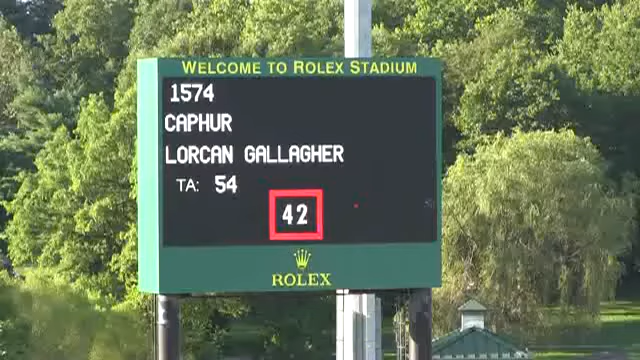 WELCOME TO ROLEX STADIUM
1574
CAPHUR
LORCAN GALLAGHER
TA: 54
42
ROLEX